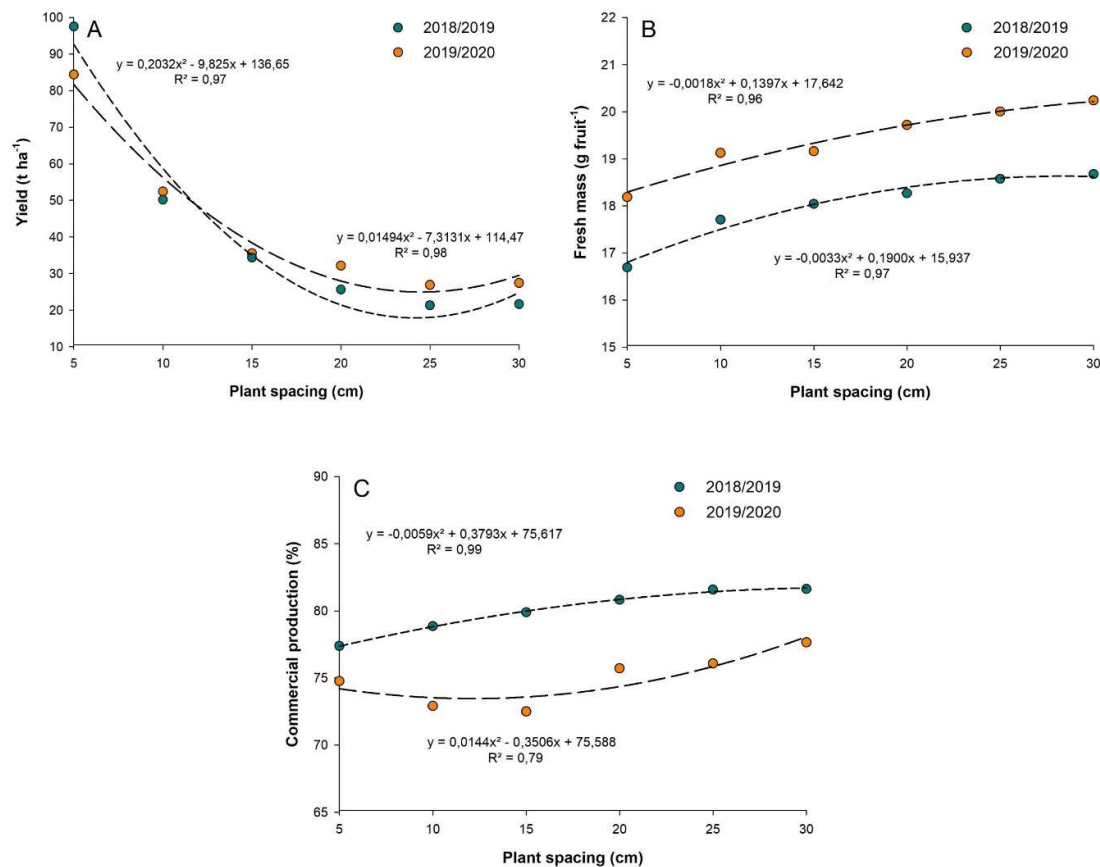 A
2018/2019
2019/2020
y = 0,2032x² - 9,825x + 136,65
R² = 0,97
y = 0,01494x² - 7,3131x + 114,47
R² = 0,98
Yield (t ha⁻¹)
100
90
80
70
60
50
40
30
20
10
5 10 15 20 25 30
Plant spacing (cm)
B
2018/2019
2019/2020
y = -0,0018x² + 0,1397x + 17,642
R² = 0,96
y = -0,0033x² + 0,1900x + 15,937
R² = 0,97
Fresh mass (g fruit⁻¹)
22
21
20
19
18
17
16
15
5 10 15 20 25 30
Plant spacing (cm)
C
2018/2019
2019/2020
y = -0,0059x² + 0,3793x + 75,617
R² = 0,99
y = 0,0144x² - 0,3506x + 75,588
R² = 0,79
Commercial production (%)
90
85
80
75
70
65
5 10 15 20 25 30
Plant spacing (cm)